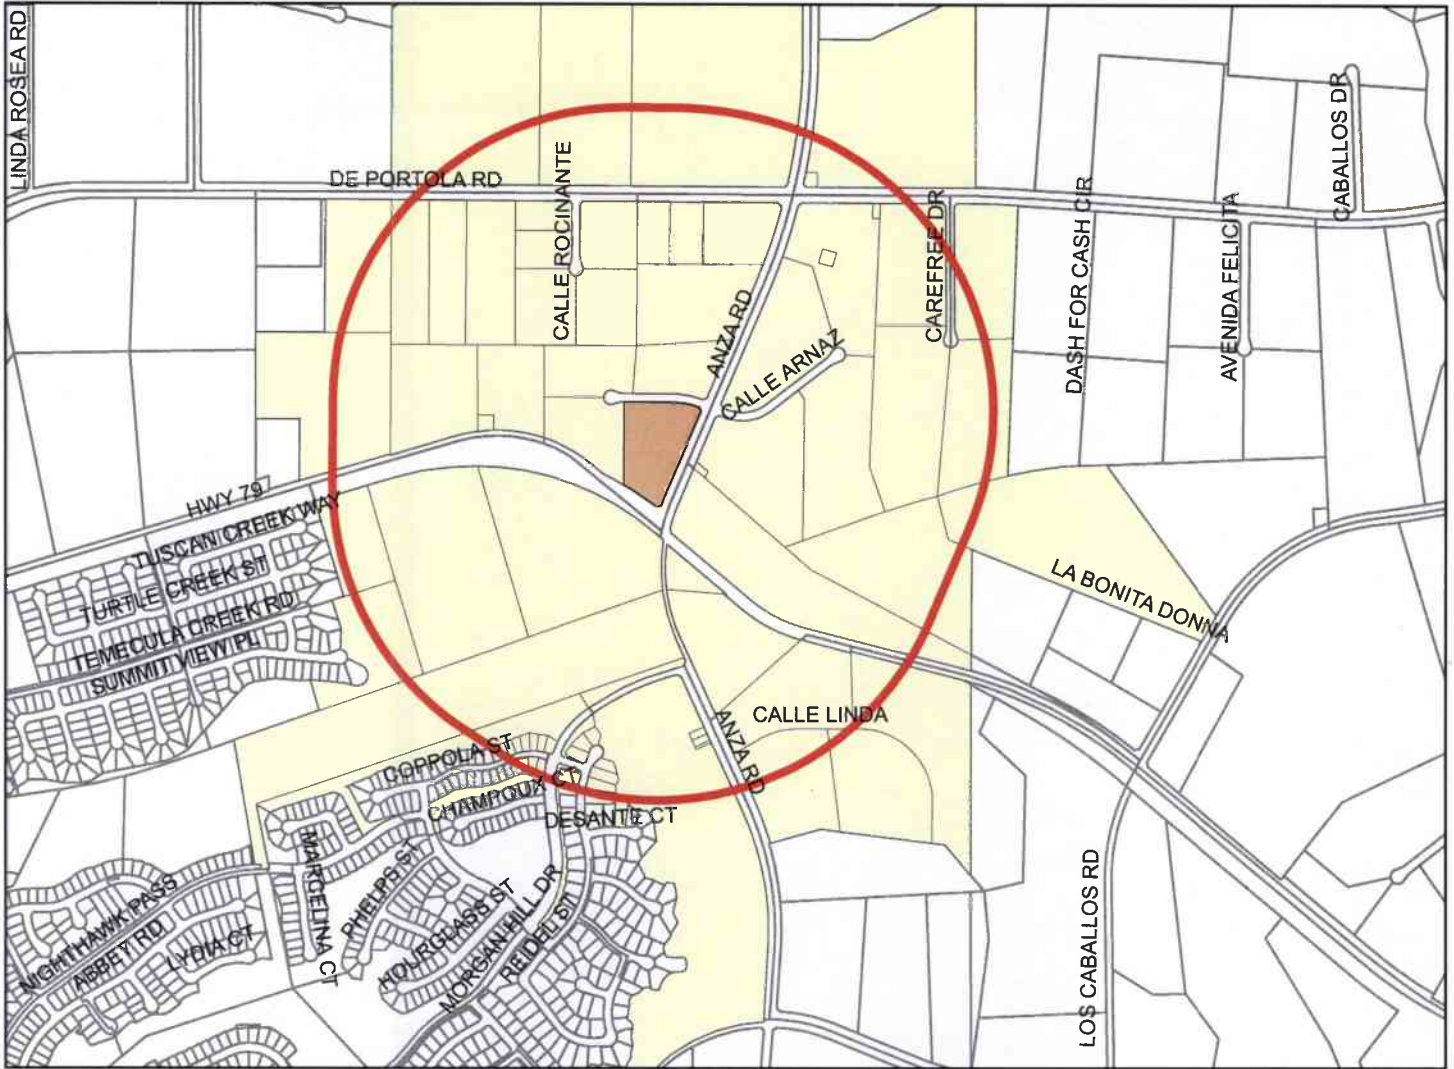 LINDA ROSEA RD
DE PORTOLA RD
CALLE ROCINANTE
CABALLOS DR
CAREFREE DR
DASH FOR CASH CIR
AVENIDA FELICITA
ANZA RD
CALLE ARNAZ
HWY 79
TUSCAN CREEK WAY
TURTLE CREEK ST
TEMECULA CREEK RD
SUMMIT VIEW PL
LA BONITA DONNA
CALLE LINDA
ANZA RD
COPPOLA ST
CHAMPOUX CT
DESANTE CT
MARGELINA CT
PHELPS ST
HOURGLASS ST
MORGAN HILL DR
REIDEL ST
NIGHTHAWK PASS
ABBEY RD
LYDIA CT
LOS CABALLOS RD